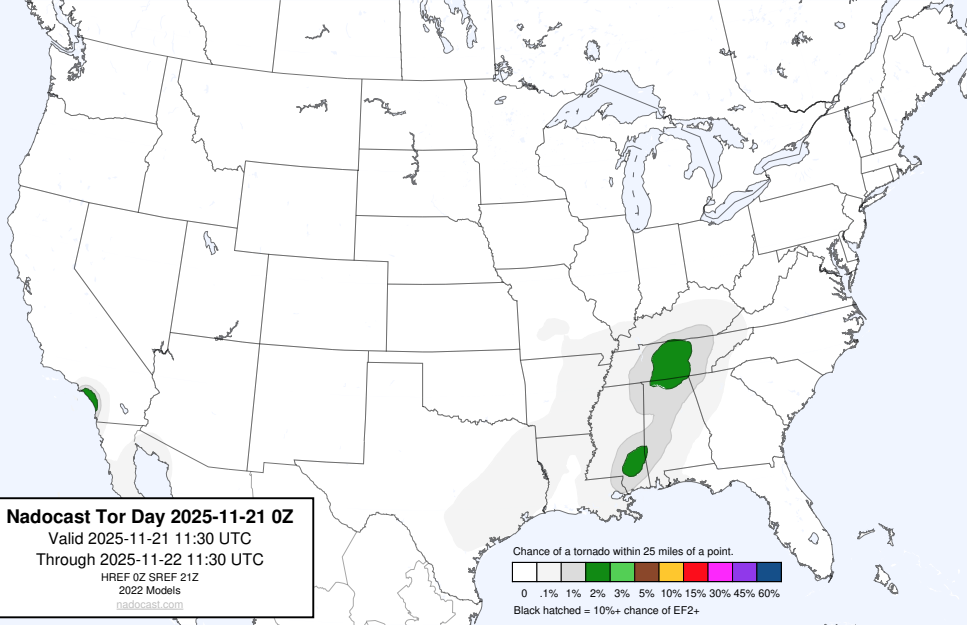 Nadocast Tor Day 2025-11-21 0Z
Valid 2025-11-21 11:30 UTC
Through 2025-11-22 11:30 UTC
HREF 0Z SREF 21Z
2022 Models
nadocast.com
Chance of a tornado within 25 miles of a point.
0 .1% 1% 2% 3% 5% 10% 15% 30% 45% 60%
Black hatched = 10%+ chance of EF2+